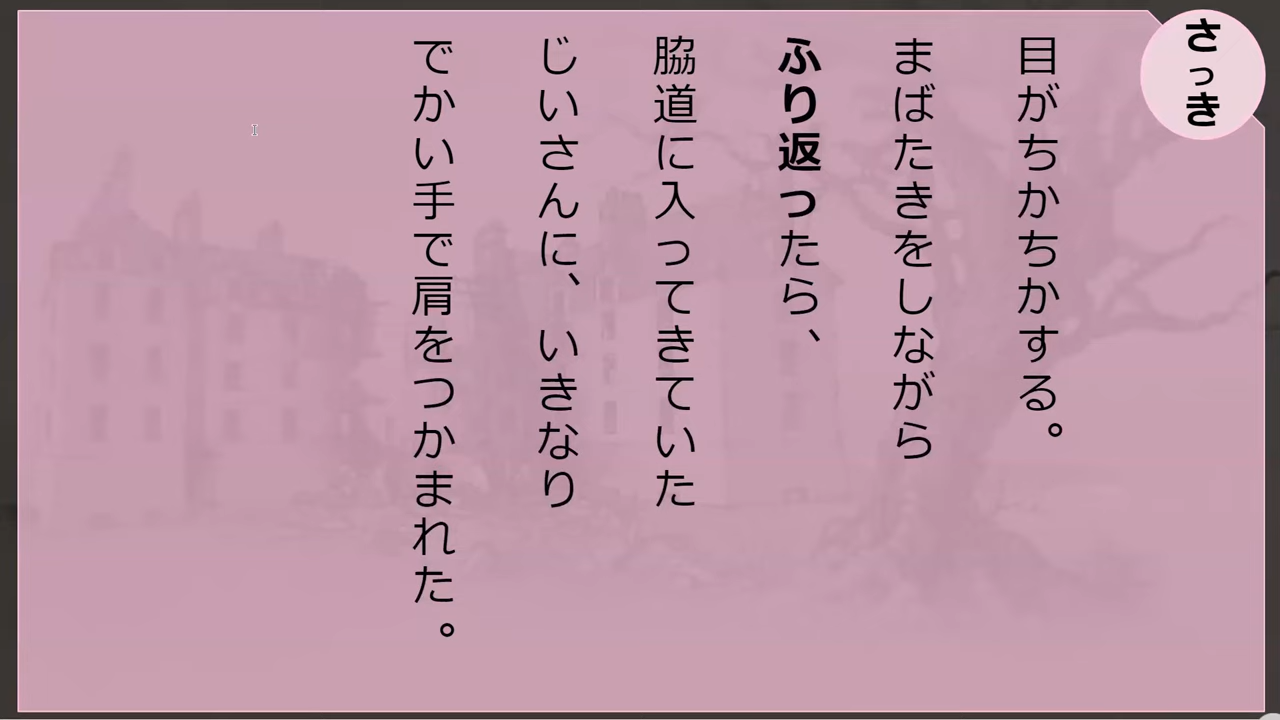 さっき
目がちかちかする。
まばたきをしながら
ふり返ったら、
脇道に入ってきていた
じいさんに、いきなり
でかい手で肩をつかまれた。